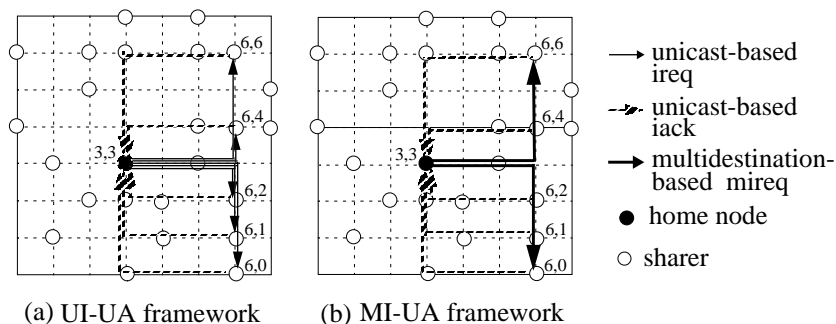 6,6
6,4
3,3
6,2
6,1
6,0
(a) UI-UA framework
6,6
6,4
3,3
6,2
6,1
6,0
(b) MI-UA framework
unicast-based
ireq
unicast-based
iack
multidestination-
based mireq
home node
sharer